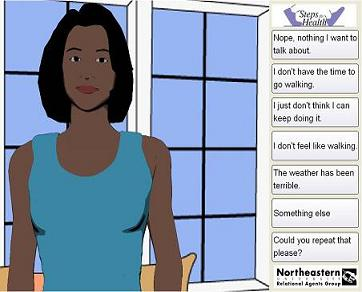 Steps to
Health
Nope, nothing I want to
talk about.
I don't have the time to
go walking.
I just don't think I can
keep doing it.
I don't feel like walking.
The weather has been
terrible.
Something else
Could you repeat that
please?
Northeastern
UNIVERSITY
Relational Agents Group